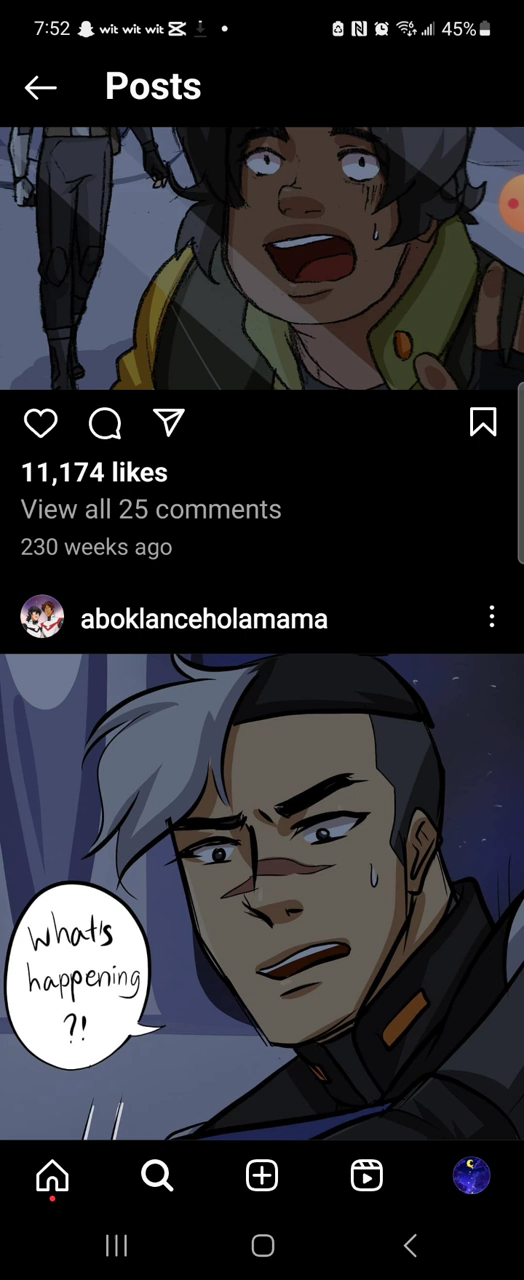 7:52 wit wit wit 45%
Posts
11,174 likes
View all 25 comments
230 weeks ago
aboklanceholamama
what's
happening
?!